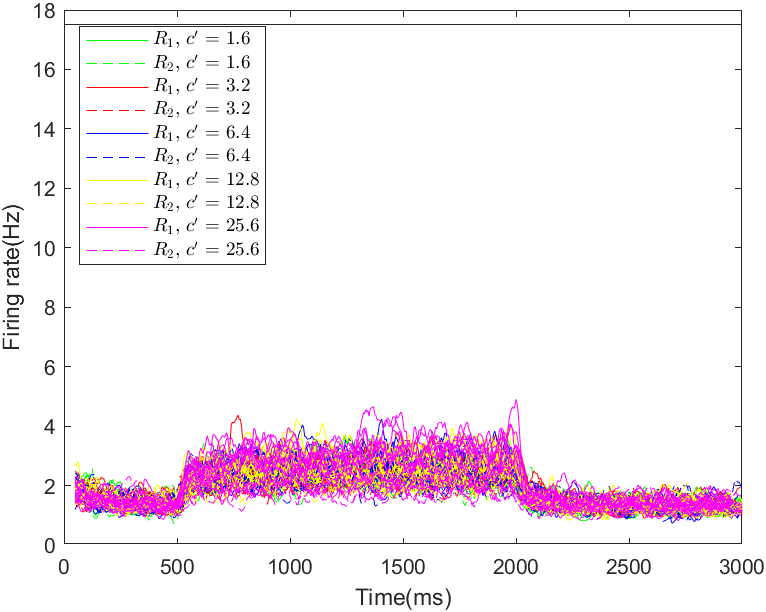 18
16
14
12
10
8
6
4
2
0
Firing rate(Hz)
R₁, c′ = 1.6
R₂, c′ = 1.6
R₁, c′ = 3.2
R₂, c′ = 3.2
R₁, c′ = 6.4
R₂, c′ = 6.4
R₁, c′ = 12.8
R₂, c′ = 12.8
R₁, c′ = 25.6
R₂, c′ = 25.6
0 500 1000 1500 2000 2500 3000
Time(ms)